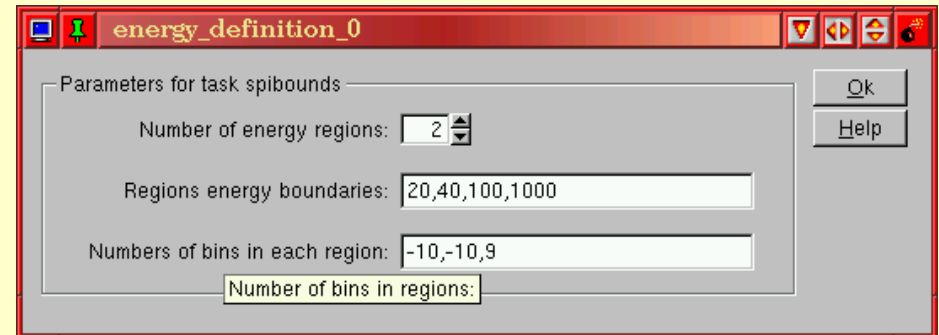 energy_definition_0
Parameters for task spibounds
Ok
Number of energy regions: 2
Help
Regions energy boundaries: 20,40,100,1000
Numbers of bins in each region: -10,-10,9
Number of bins in regions: